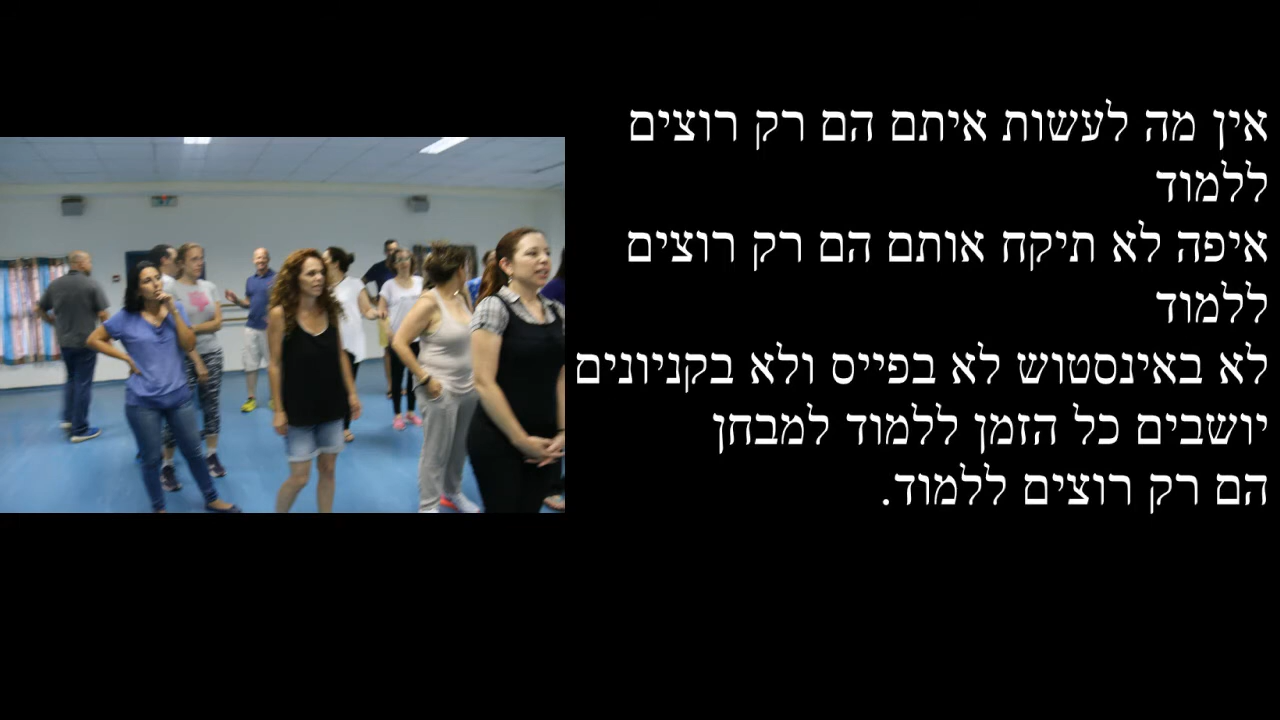 אין מה לעשות איתם הם רק רוצים
ללמוד
איפה לא תיקח אותם הם רק רוצים
ללמוד
לא באינסטוש לא בפייס ולא בקניונים
יושבים כל הזמן ללמוד למבחן
הם רק רוצים ללמוד.